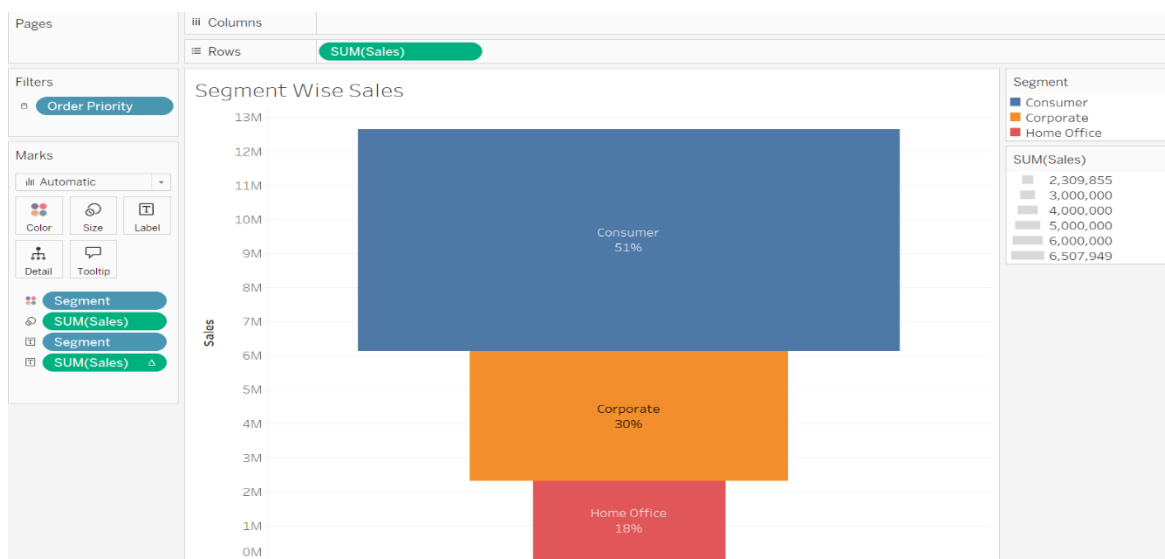 Pages
Columns
Rows
SUM(Sales)
Filters
Order Priority
Marks
Automatic
Color
Size
Label
Detail
Tooltip
Segment
SUM(Sales)
Segment
SUM(Sales)
Segment Wise Sales
Sales
13M
12M
11M
10M
9M
8M
7M
6M
5M
4M
3M
2M
1M
0M
Consumer
51%
Corporate
30%
Home Office
18%
Segment
Consumer
Corporate
Home Office
SUM(Sales)
2,309,855
3,000,000
4,000,000
5,000,000
6,000,000
6,507,949